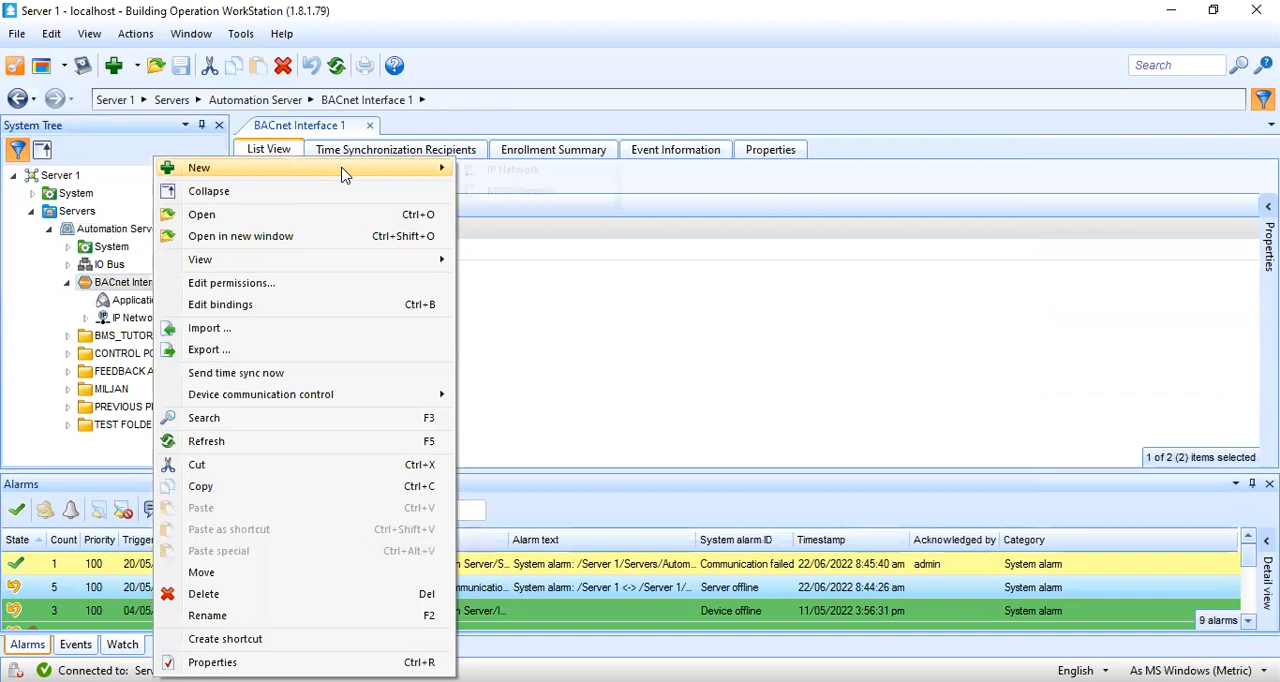 Server 1 - localhost - Building Operation WorkStation (1.8.1.79)
File Edit View Actions Window Tools Help
Search
Server 1 Servers Automation Server BACnet Interface 1
System Tree
BACnet Interface 1
List View Time Synchronization Recipients Enrollment Summary Event Information Properties
Server 1
System
Servers
Automation Serv
System
IO Bus
BACnet Inter
Applicati
IP Netwo
BMS_TUTOR
CONTROL PO
FEEDBACK A
MILJAN
PREVIOUS P
TEST FOLDE
New
Collapse
Open Ctrl+O
Open in new window Ctrl+Shift+O
View
Edit permissions...
Edit bindings Ctrl+B
Import ...
Export ...
Send time sync now
Device communication control
Search F3
Refresh F5
Cut Ctrl+X
Copy Ctrl+C
Paste Ctrl+V
Paste as shortcut Ctrl+Shift+V
Paste special Ctrl+Alt+V
Move
Delete Del
Rename F2
Create shortcut
Properties Ctrl+R
IP Network
Properties
1 of 2 (2) items selected
Alarms
State Count Priority Trigge Alarm text System alarm ID Timestamp Acknowledged by Category
1 100 20/05 n Server/S... System alarm: /Server 1/Servers/Autom... Communication failed 22/06/2022 8:45:40 am admin System alarm
5 100 20/05 mmunicatio... System alarm: /Server 1 <-> /Server 1/... Server offline 22/06/2022 8:44:26 am System alarm
3 100 04/05 n Server/I... Device offline 11/05/2022 3:56:31 pm System alarm
9 alarms
Detail view
Alarms Events Watch
Connected to: Serv
English As MS Windows (Metric)